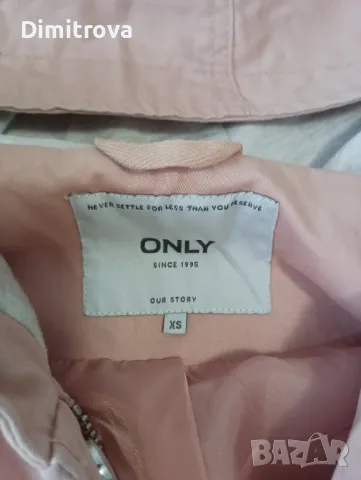 Dimitrova
NEVER SETTLE FOR LESS THAN YOU DESERVE
ONLY
SINCE 1995
OUR STORY
XS
BAZAR